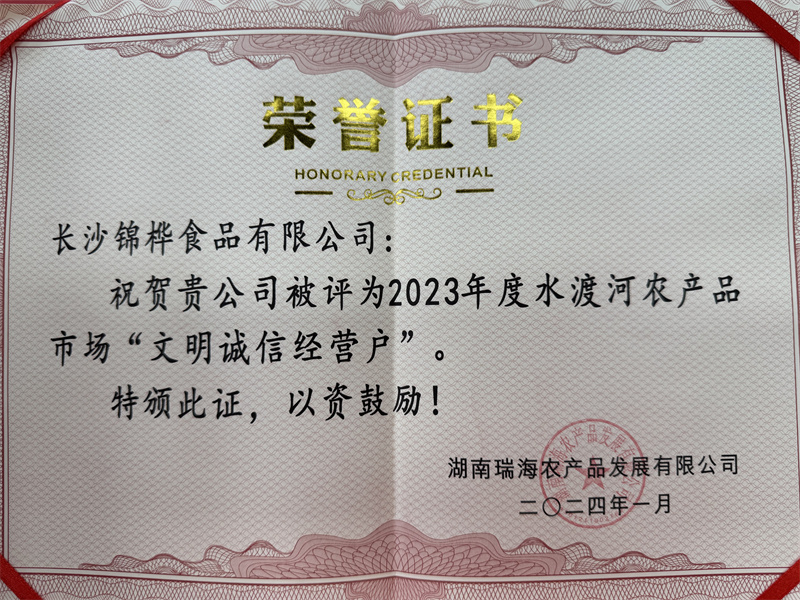 荣誉证书
HONORARY CREDENTIAL
长沙锦桦食品有限公司：
祝贺贵公司被评为2023年度水渡河农产品
市场“文明诚信经营户”。
特颁此证，以资鼓励！
湖南瑞海农产品发展有限公司
二〇二四年一月